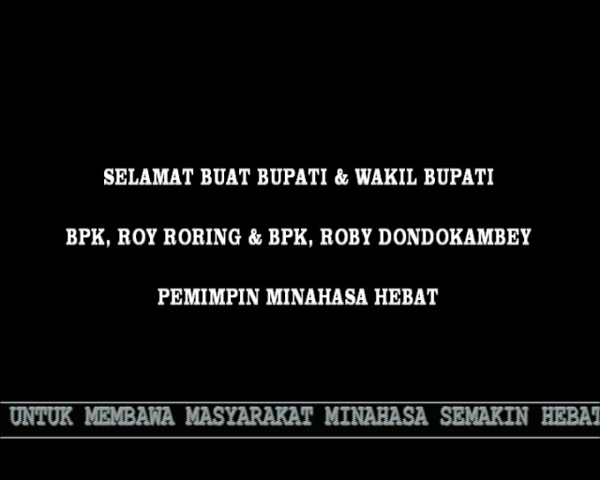 SELAMAT BUAT BUPATI & WAKIL BUPATI
BPK, ROY RORING & BPK, ROBY DONDOKAMBEY
PEMIMPIN MINAHASA HEBAT
UNTUK MEMBAWA MASYARAKAT MINAHASA SEMAKIN HEBAT